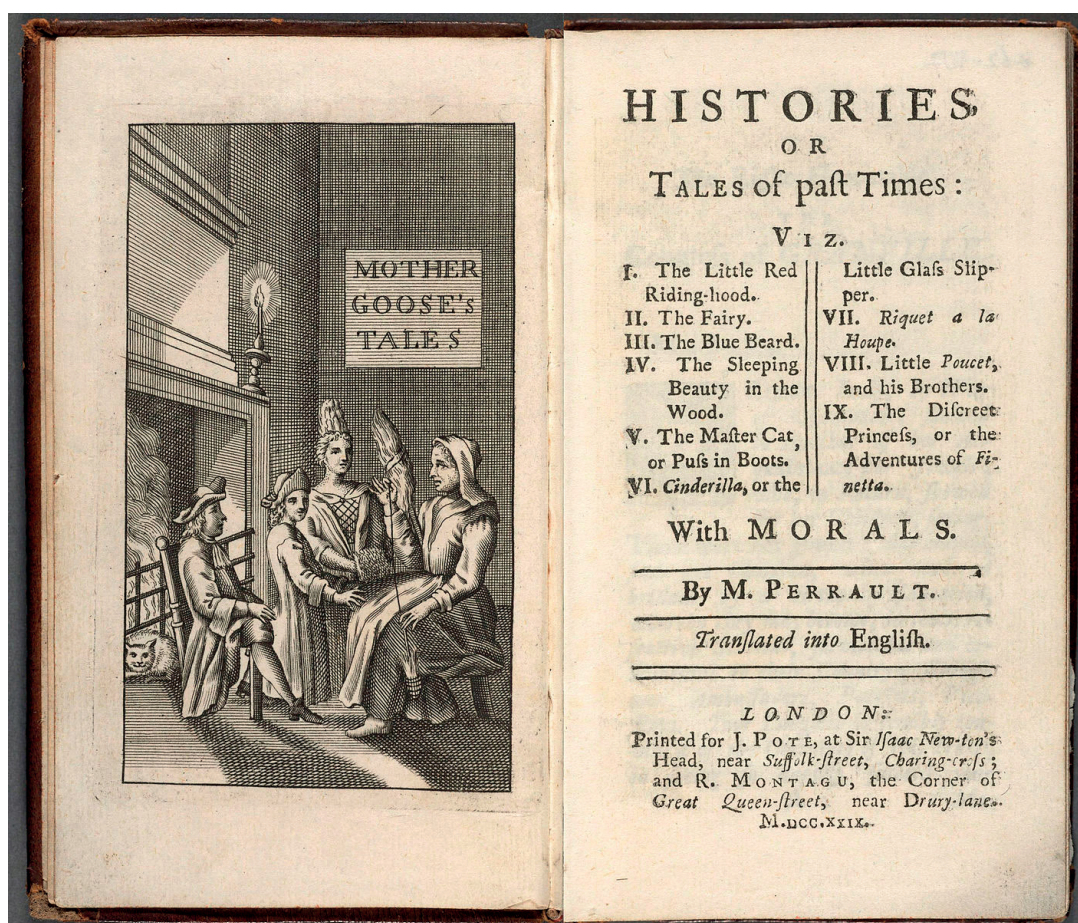 MOTHER
GOOSE's
TALES
HISTORIES,
OR
TALES of paſt Times :
VIZ.
I. The Little Red
Riding-hood.
II. The Fairy.
III. The Blue Beard.
IV. The Sleeping
Beauty in the
Wood.
V. The Maſter Cat,
or Puſs in Boots.
VI. Cinderilla, or the
Little Glaſs Slip-
per.
VII. Riquet a la
Houpe.
VIII. Little Poucet,
and his Brothers.
IX. The Diſcreet
Princeſs, or the
Adventures of Fi-
netta.
With MORALS.
By M. PERRAULT.
Tranſlated into Engliſh.
LONDON:
Printed for J. POTE, at Sir Iſaac New-ton's
Head, near Suffolk-ſtreet, Charing-croſs ;
and R. MONTAGU, the Corner of
Great Queen-ſtreet, near Drury-lane.
M.DCC.XXIX.